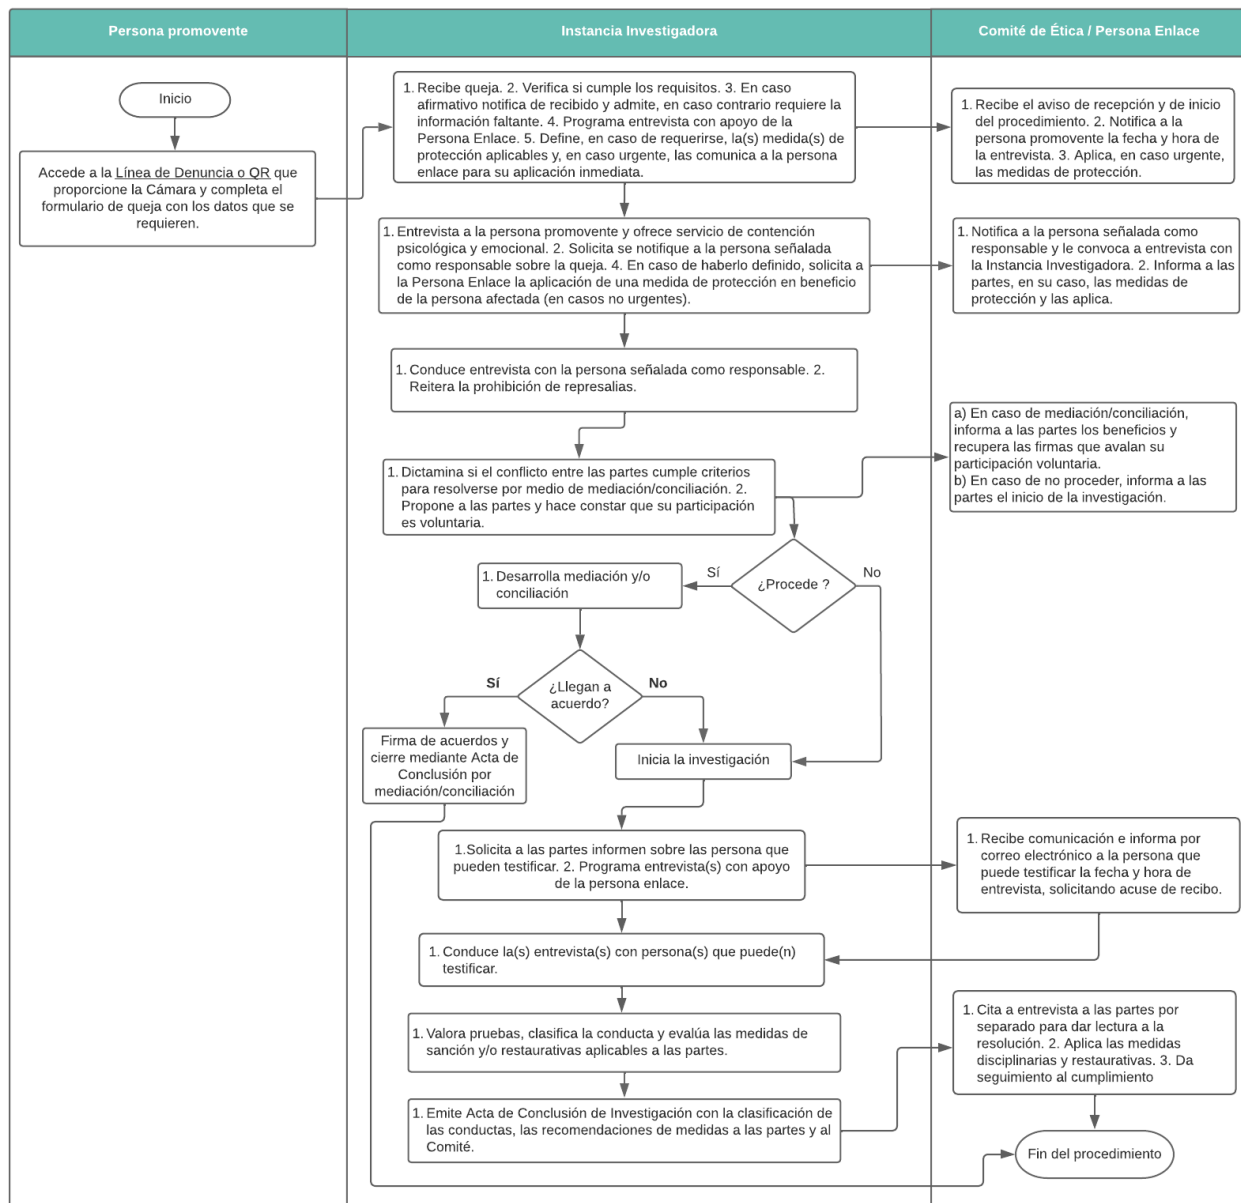 Persona promovente
Instancia Investigadora
Comité de Ética / Persona Enlace
Inicio
Accede a la Línea de Denuncia o QR que
proporcione la Cámara y completa el
formulario de queja con los datos que se
requieren.
1. Recibe queja. 2. Verifica si cumple los requisitos. 3. En caso
afirmativo notifica de recibido y admite, en caso contrario requiere la
información faltante. 4. Programa entrevista con apoyo de la
Persona Enlace. 5. Define, en caso de requerirse, la(s) medida(s) de
protección aplicables y, en caso urgente, las comunica a la persona
enlace para su aplicación inmediata.
1. Recibe el aviso de recepción y de inicio
del procedimiento. 2. Notifica a la
persona promovente la fecha y hora de
la entrevista. 3. Aplica, en caso urgente,
las medidas de protección.
1. Entrevista a la persona promovente y ofrece servicio de contención
psicológica y emocional. 2. Solicita se notifique a la persona señalada
como responsable sobre la queja. 4. En caso de haberlo definido, solicita a
la Persona Enlace la aplicación de una medida de protección en beneficio
de la persona afectada (en casos no urgentes).
1. Notifica a la persona señalada como
responsable y le convoca a entrevista con
la Instancia Investigadora. 2. Informa a las
partes, en su caso, las medidas de
protección y las aplica.
1. Conduce entrevista con la persona señalada como responsable. 2.
Reitera la prohibición de represalias.
a) En caso de mediación/conciliación,
informa a las partes los beneficios y
recupera las firmas que avalan su
participación voluntaria.
b) En caso de no proceder, informa a las
partes el inicio de la investigación.
1. Dictamina si el conflicto entre las partes cumple criterios
para resolverse por medio de mediación/conciliación. 2.
Propone a las partes y hace constar que su participación
es voluntaria.
¿Procede ?
Sí
No
1. Desarrolla mediación y/o
conciliación
¿Llegan a
acuerdo?
Sí
No
Firma de acuerdos y
cierre mediante Acta de
Conclusión por
mediación/conciliación
Inicia la investigación
1.Solicita a las partes informen sobre las persona que
pueden testificar. 2. Programa entrevista(s) con apoyo
de la persona enlace.
1. Recibe comunicación e informa por
correo electrónico a la persona que
puede testificar la fecha y hora de
entrevista, solicitando acuse de recibo.
1. Conduce la(s) entrevista(s) con persona(s) que puede(n)
testificar.
1. Valora pruebas, clasifica la conducta y evalúa las medidas de
sanción y/o restaurativas aplicables a las partes.
1. Cita a entrevista a las partes por
separado para dar lectura a la
resolución. 2. Aplica las medidas
disciplinarias y restaurativas. 3. Da
seguimiento al cumplimiento
1. Emite Acta de Conclusión de Investigación con la clasificación de
las conductas, las recomendaciones de medidas a las partes y al
Comité.
Fin del procedimiento